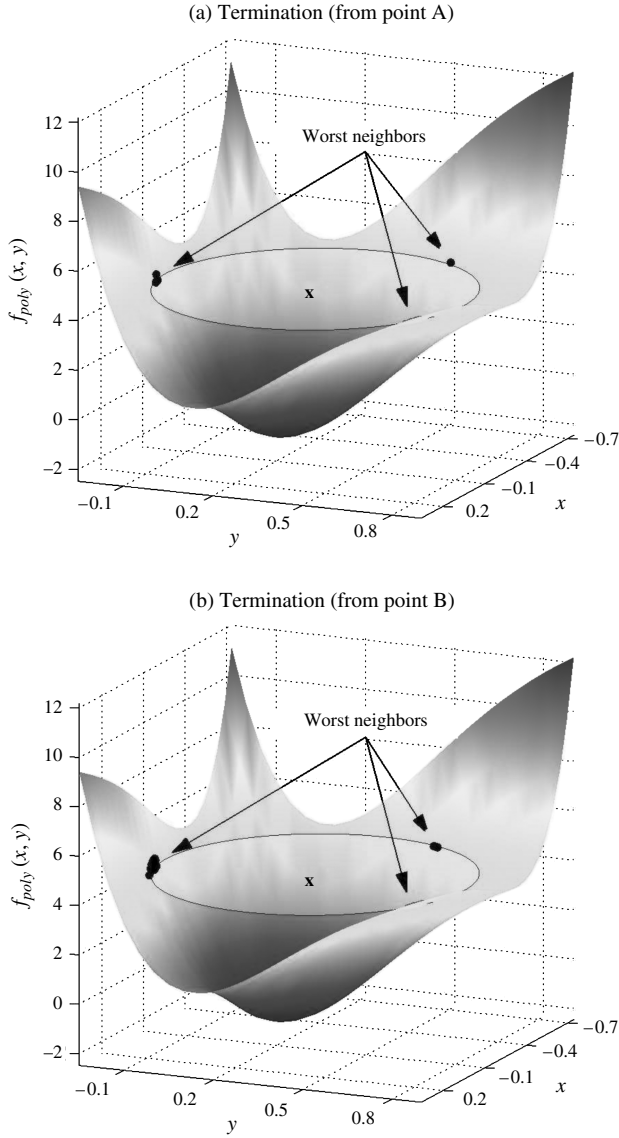 (a) Termination (from point A)
Worst neighbors
x
12
10
8
6
4
2
0
−2
f_poly (x, y)
−0.1
0.2
0.5
0.8
y
−0.7
−0.4
−0.1
0.2
x
(b) Termination (from point B)
Worst neighbors
x
12
10
8
6
4
2
0
−2
f_poly (x, y)
−0.1
0.2
0.5
0.8
y
−0.7
−0.4
−0.1
0.2
x